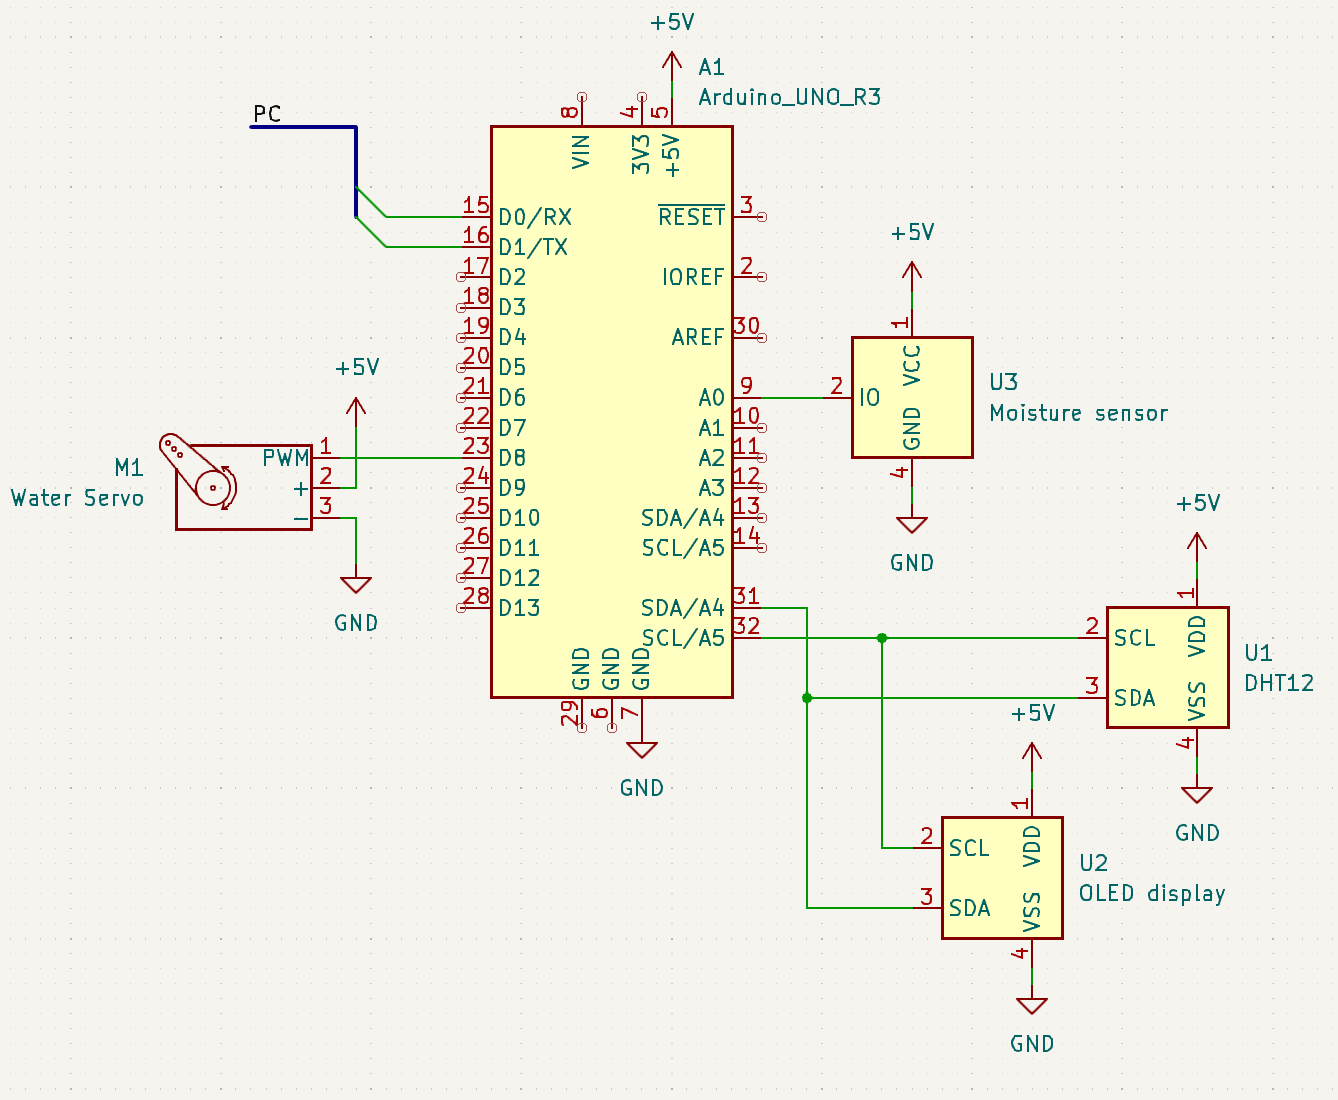 +5V
A1
Arduino_UNO_R3
PC
8
4
5
VIN
3V3
+5V
15
D0/RX
16
D1/TX
17
D2
18
D3
19
D4
20
D5
21
D6
22
D7
23
D8
24
D9
25
D10
26
D11
27
D12
28
D13
RESET
3
IOREF
2
AREF
30
A0
9
A1
10
A2
11
A3
12
SDA/A4
13
SCL/A5
14
SDA/A4
31
SCL/A5
32
GND
GND
GND
29
6
7
GND
+5V
M1
Water Servo
PWM
1
+
2
−
3
GND
+5V
1
VCC
2
IO
GND
4
U3
Moisture sensor
GND
+5V
1
VDD
2
SCL
3
SDA
VSS
4
U1
DHT12
GND
+5V
1
VDD
2
SCL
3
SDA
VSS
4
U2
OLED display
GND